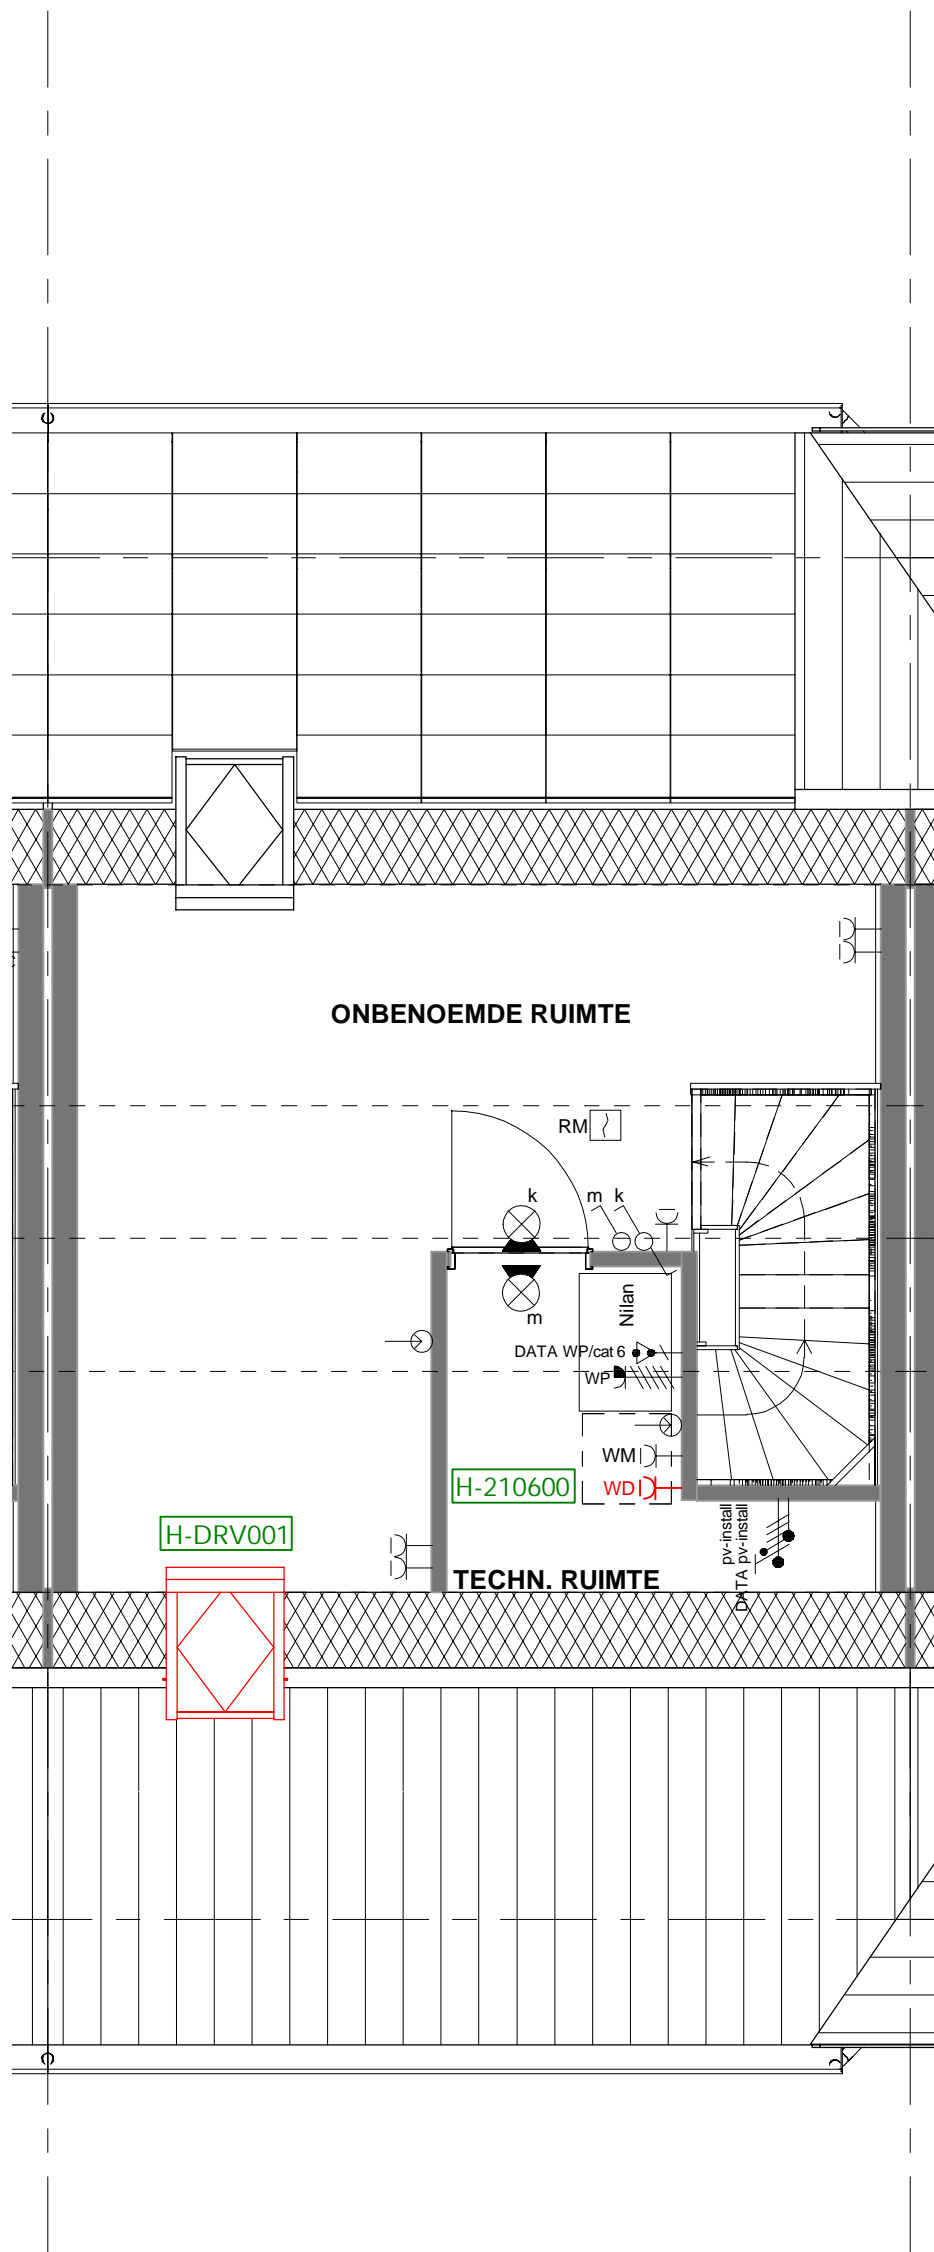 ONBENOEMDE RUIMTE
RM
k
m k
m
Nilan
DATA WP/cat 6
WP
WM
H-210600
WD
H-DRV001
pv-install
DATA pv-install
TECHN. RUIMTE